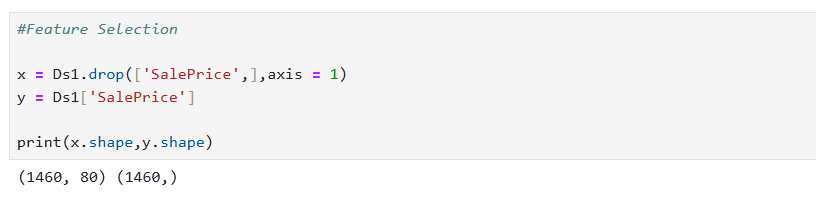 #Feature Selection
x = Ds1.drop(['SalePrice',],axis = 1)
y = Ds1['SalePrice']
print(x.shape,y.shape)
(1460, 80) (1460,)